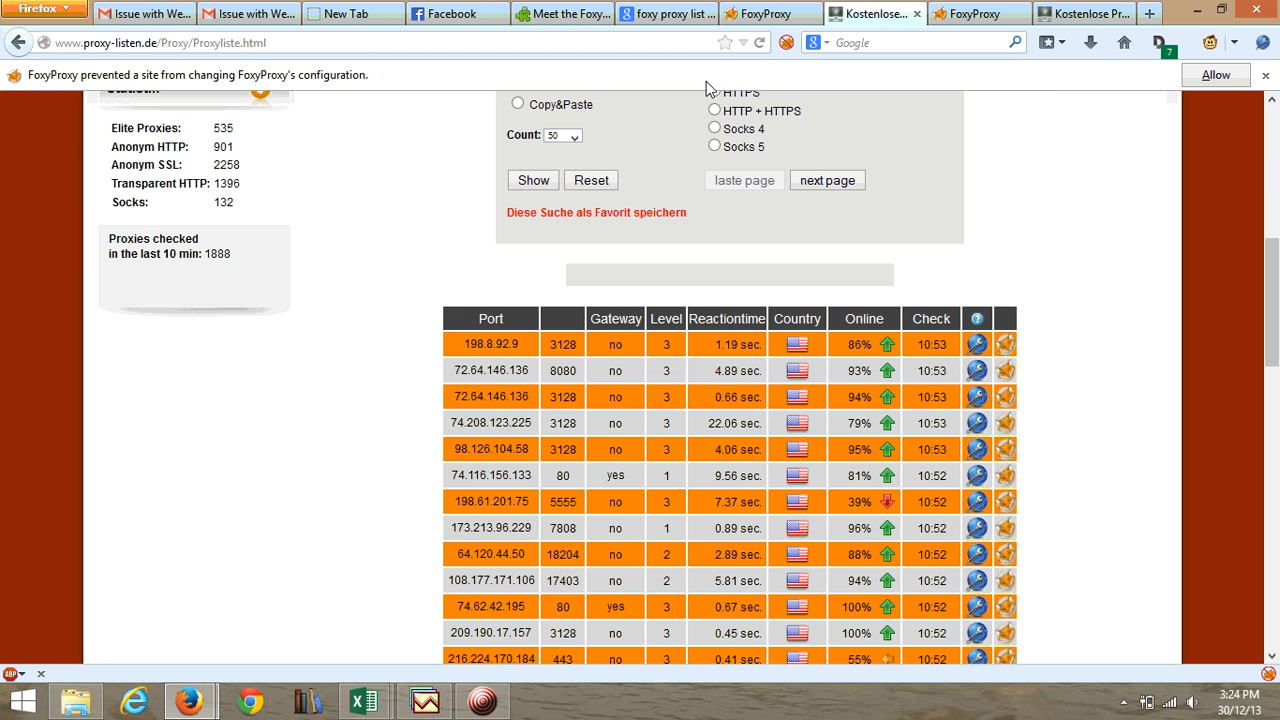 Firefox
Issue with We...
Issue with We...
New Tab
Facebook
Meet the Foxy...
foxy proxy list ...
FoxyProxy
Kostenlose...
FoxyProxy
Kostenlose Pr...
www.proxy-listen.de/Proxy/Proxyliste.html
Google
7
FoxyProxy prevented a site from changing FoxyProxy's configuration.
Allow
Statistik
Elite Proxies: 535
Anonym HTTP: 901
Anonym SSL: 2258
Transparent HTTP: 1396
Socks: 132
Proxies checked
in the last 10 min: 1888
Copy&Paste
Count: 50
HTTPS
HTTP + HTTPS
Socks 4
Socks 5
Show
Reset
laste page
next page
Diese Suche als Favorit speichern
Port Gateway Level Reactiontime Country Online Check
198.8.92.9 3128 no 3 1.19 sec. 86% 10:53
72.64.146.136 8080 no 3 4.89 sec. 93% 10:53
72.64.146.136 3128 no 3 0.66 sec. 94% 10:53
74.208.123.225 3128 no 3 22.06 sec. 79% 10:53
98.126.104.58 3128 no 3 4.06 sec. 95% 10:53
74.116.156.133 80 yes 1 9.56 sec. 81% 10:52
198.61.201.75 5555 no 3 7.37 sec. 39% 10:52
173.213.96.229 7808 no 1 0.89 sec. 96% 10:52
64.120.44.50 18204 no 2 2.89 sec. 88% 10:52
108.177.171.106 17403 no 2 5.81 sec. 94% 10:52
74.62.42.195 80 yes 3 0.67 sec. 100% 10:52
209.190.17.157 3128 no 3 0.45 sec. 100% 10:52
216.224.170.184 443 no 3 0.41 sec. 55% 10:52
ABP
3:24 PM
30/12/13